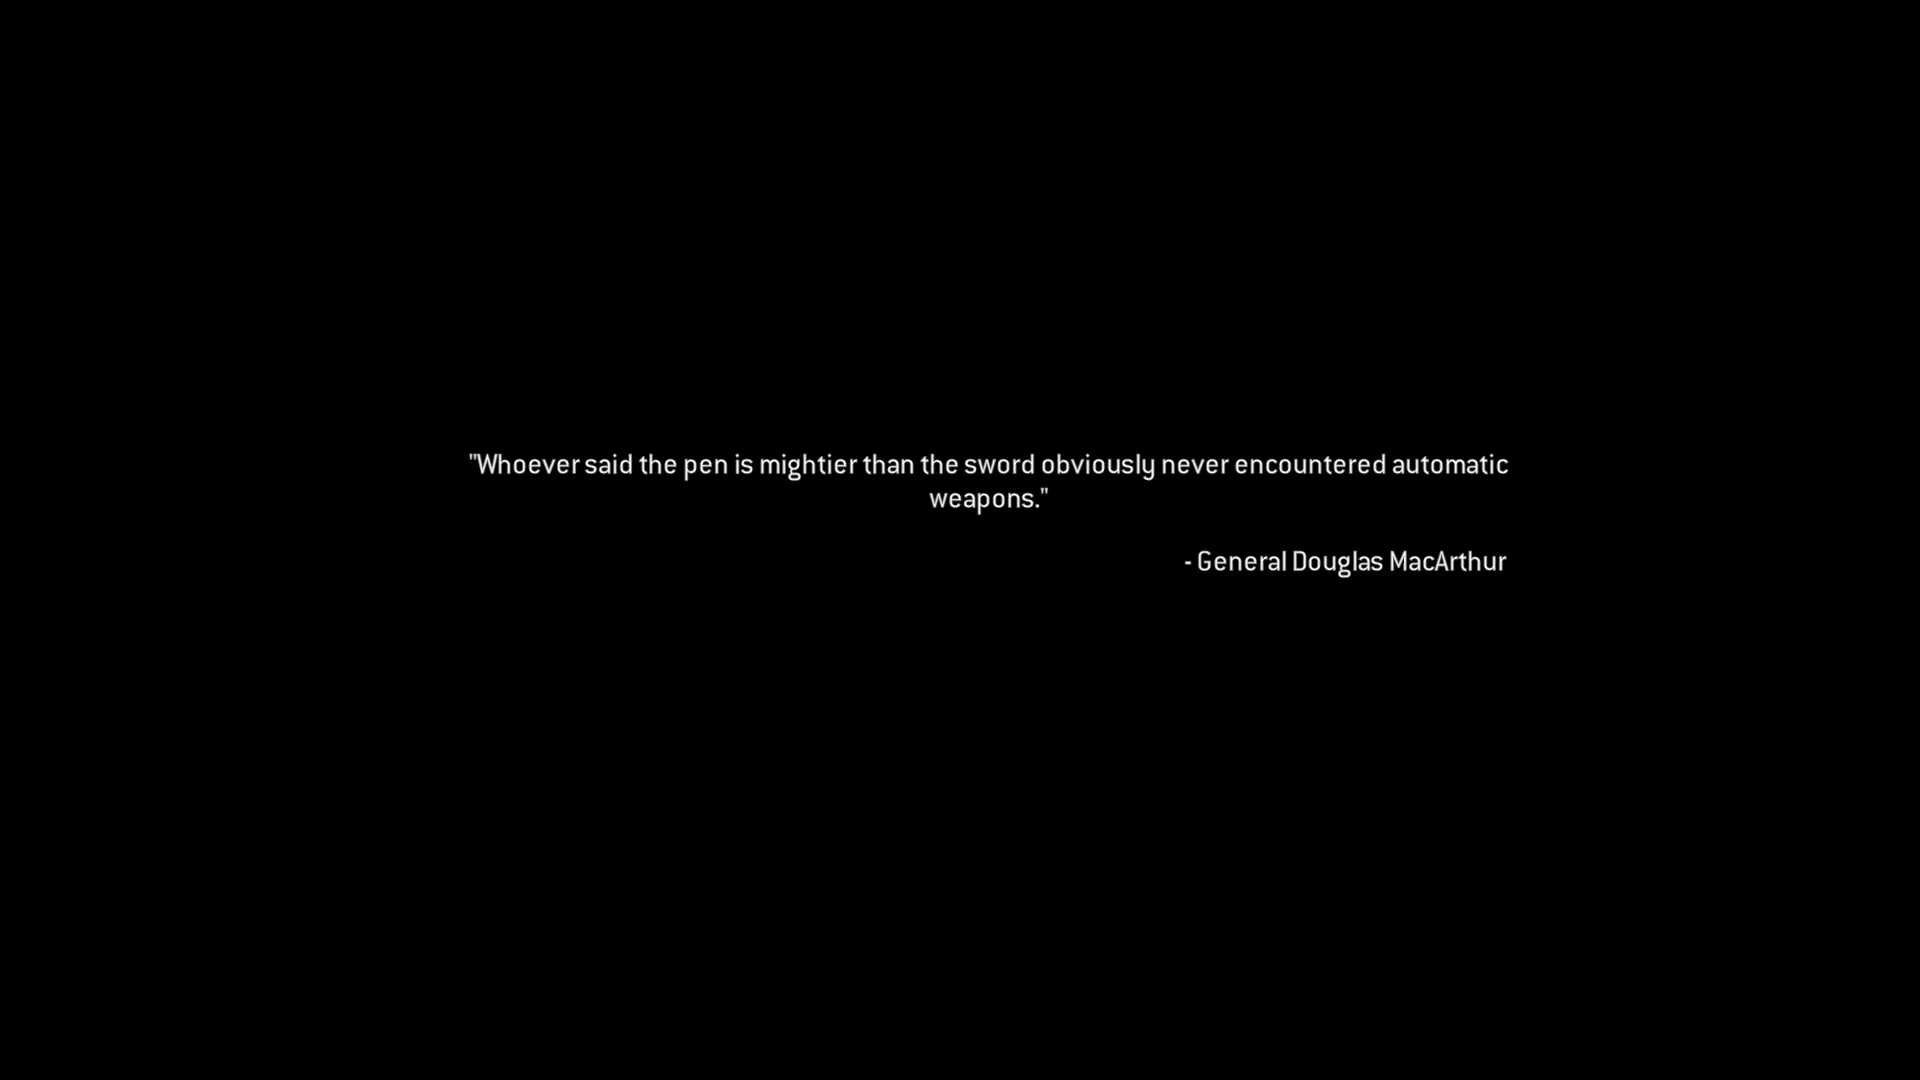 "Whoever said the pen is mightier than the sword obviously never encountered automatic
weapons."
- General Douglas MacArthur